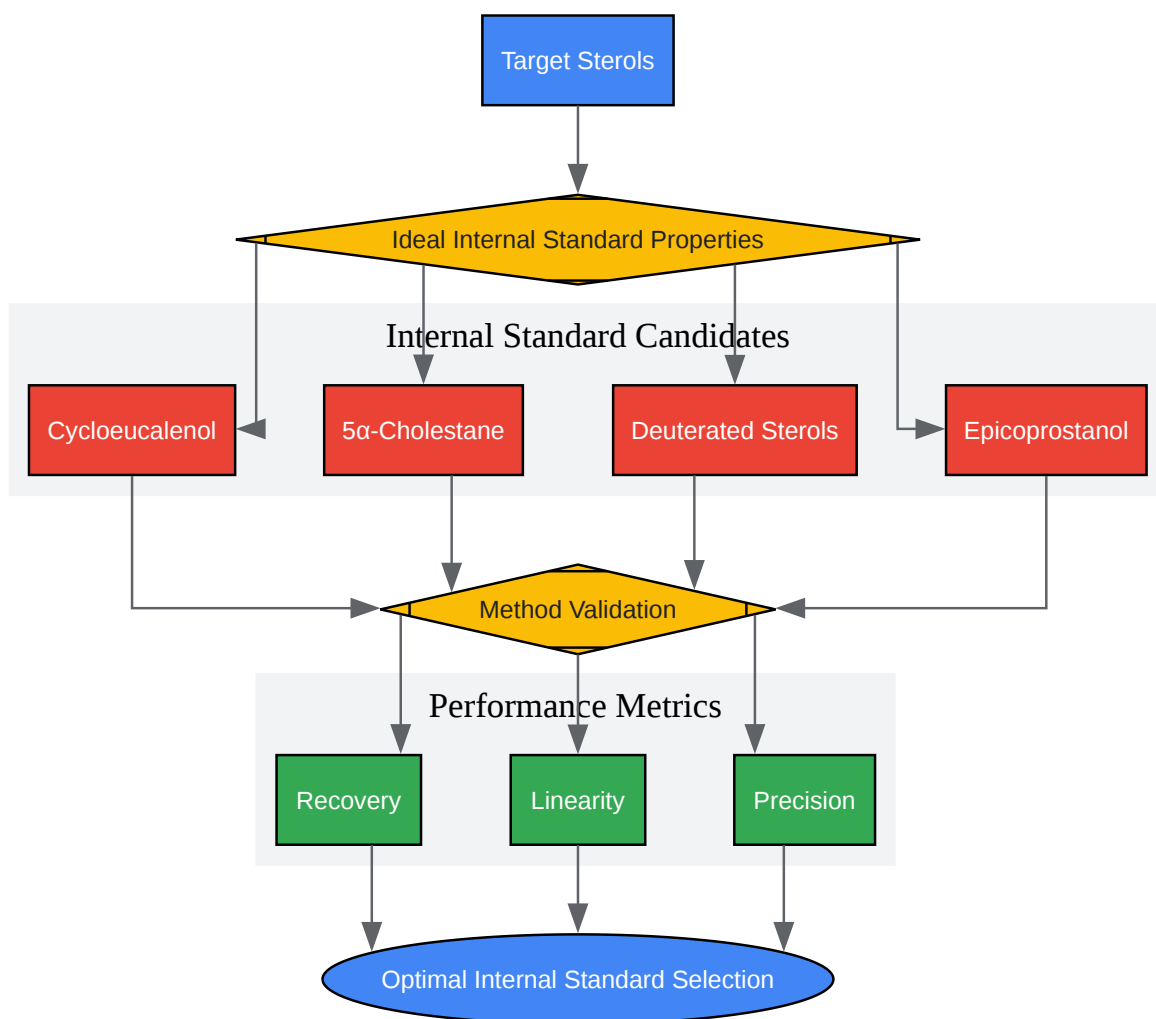 Target Sterols
Ideal Internal Standard Properties
Internal Standard Candidates
Cycloeucalenol
5α-Cholestane
Deuterated Sterols
Epicoprostanol
Method Validation
Performance Metrics
Recovery
Linearity
Precision
Optimal Internal Standard Selection